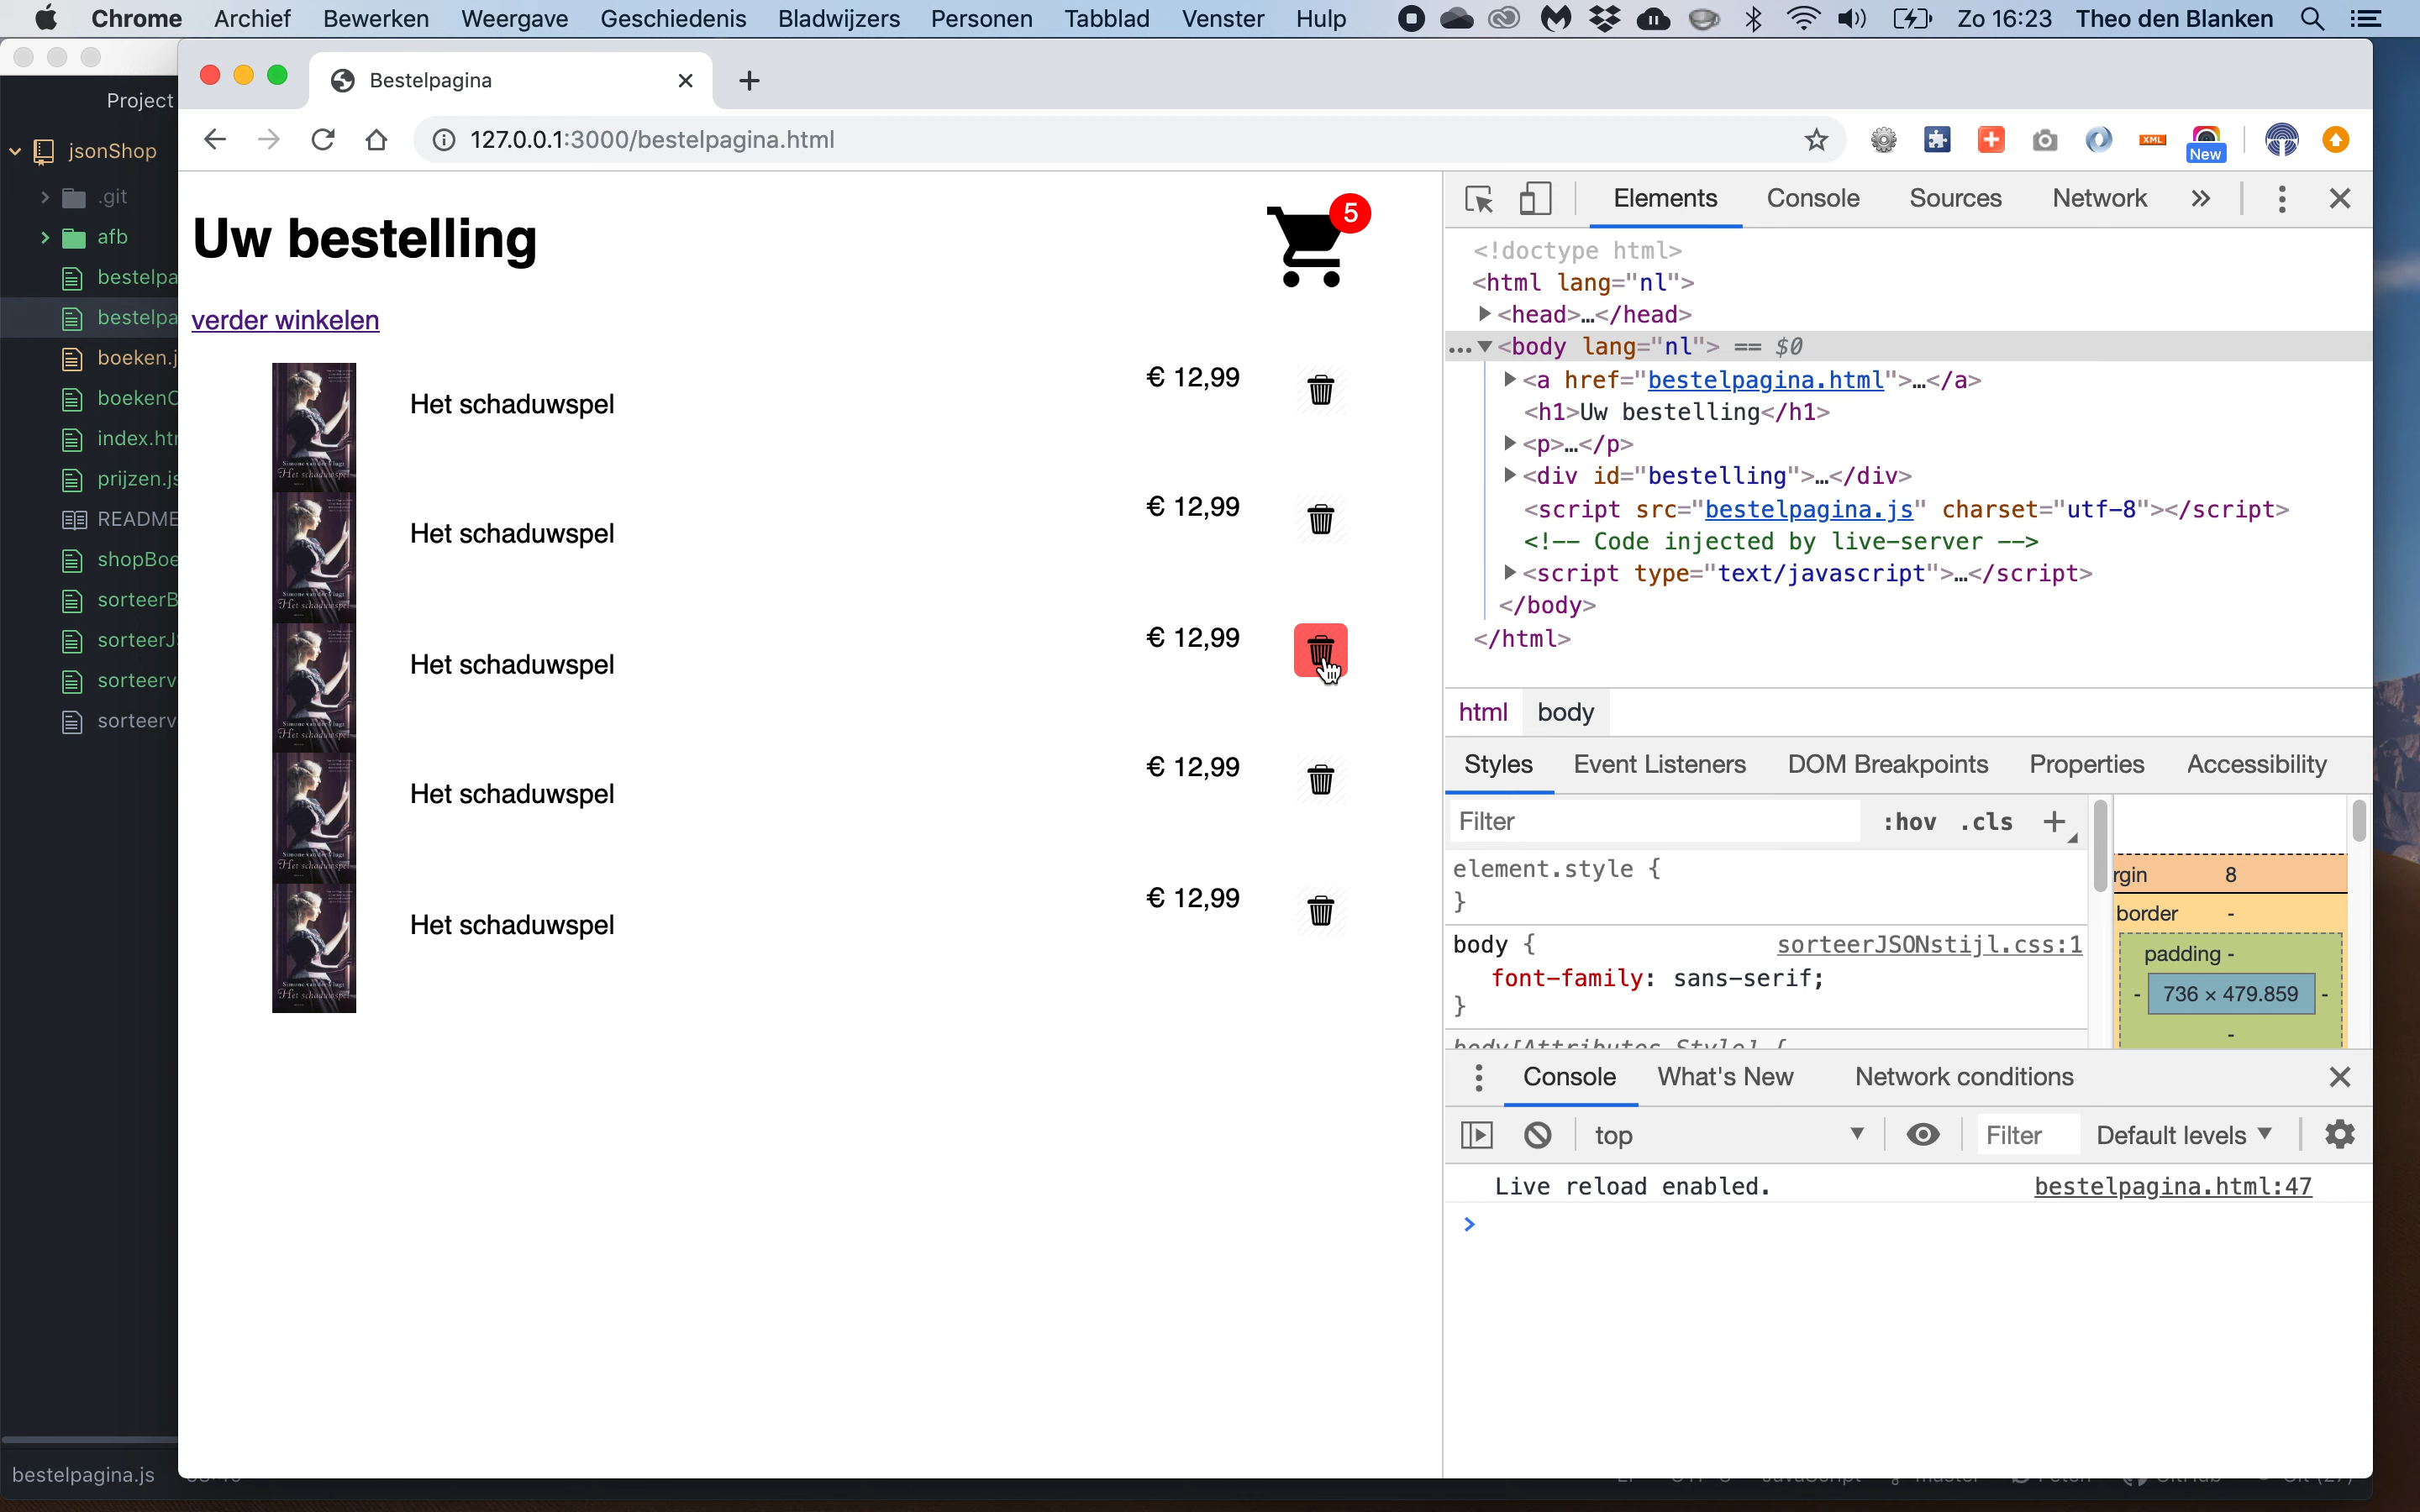 Chrome Archief Bewerken Weergave Geschiedenis Bladwijzers Personen Tabblad Venster Hulp Zo 16:23 Theo den Blanken
Project
jsonShop
.git
afb
bestelpa
bestelpa
boeken.j
boekenO
index.htm
prijzen.js
README
shopBoe
sorteerB
sorteerJS
sorteerv
sorteerv
bestelpagina.js
Bestelpagina
127.0.0.1:3000/bestelpagina.html
XML
New
Uw bestelling
5
verder winkelen
Het schaduwspel € 12,99
Het schaduwspel € 12,99
Het schaduwspel € 12,99
Het schaduwspel € 12,99
Het schaduwspel € 12,99
Elements Console Sources Network »
<!doctype html>
<html lang="nl">
<head>…</head>
…<body lang="nl"> == $0
<a href="bestelpagina.html">…</a>
<h1>Uw bestelling</h1>
<p>…</p>
<div id="bestelling">…</div>
<script src="bestelpagina.js" charset="utf-8"></script>
<!-- Code injected by live-server -->
<script type="text/javascript">…</script>
</body>
</html>
html body
Styles Event Listeners DOM Breakpoints Properties Accessibility
Filter :hov .cls +
element.style {
}
body { sorteerJSONstijl.css:1
font-family: sans-serif;
}
body[Attributes Style] {
rgin 8
border -
padding -
- 736 × 479.859 -
-
Console What's New Network conditions
top Filter Default levels
Live reload enabled. bestelpagina.html:47
>